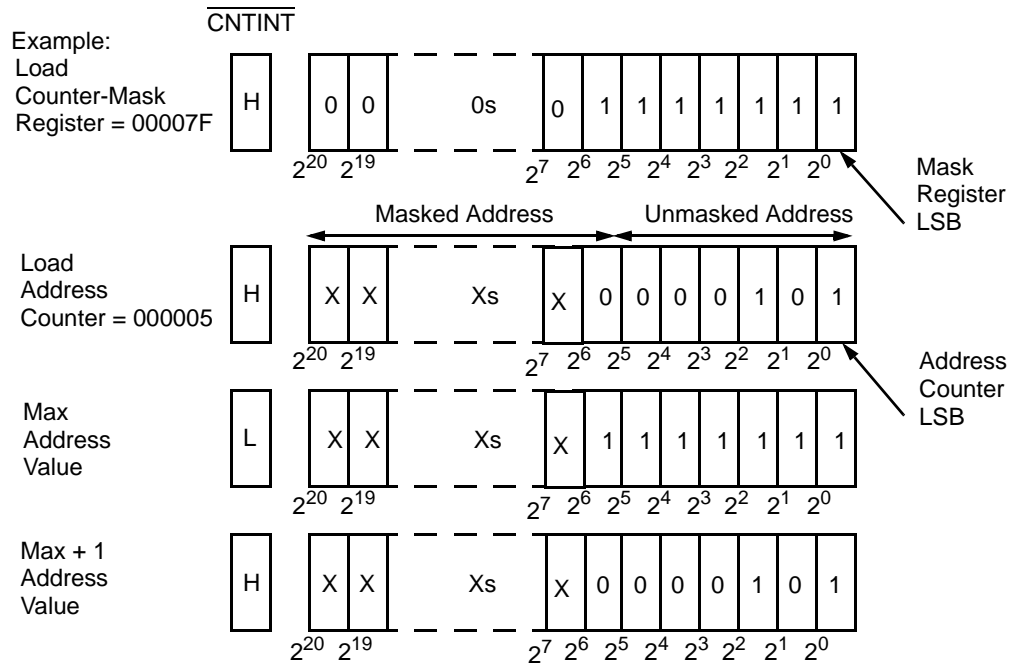 CNTINT
Example:
Load
Counter-Mask
Register = 00007F
H
0 0 0s 0 1 1 1 1 1 1 1
2^20 2^19 2^7 2^6 2^5 2^4 2^3 2^2 2^1 2^0
Mask
Register
LSB
Masked Address Unmasked Address
Load
Address
Counter = 000005
H
X X Xs X 0 0 0 0 1 0 1
2^20 2^19 2^7 2^6 2^5 2^4 2^3 2^2 2^1 2^0
Address
Counter
LSB
Max
Address
Value
L
X X Xs X 1 1 1 1 1 1 1
2^20 2^19 2^7 2^6 2^5 2^4 2^3 2^2 2^1 2^0
Max + 1
Address
Value
H
X X Xs X 0 0 0 0 1 0 1
2^20 2^19 2^7 2^6 2^5 2^4 2^3 2^2 2^1 2^0